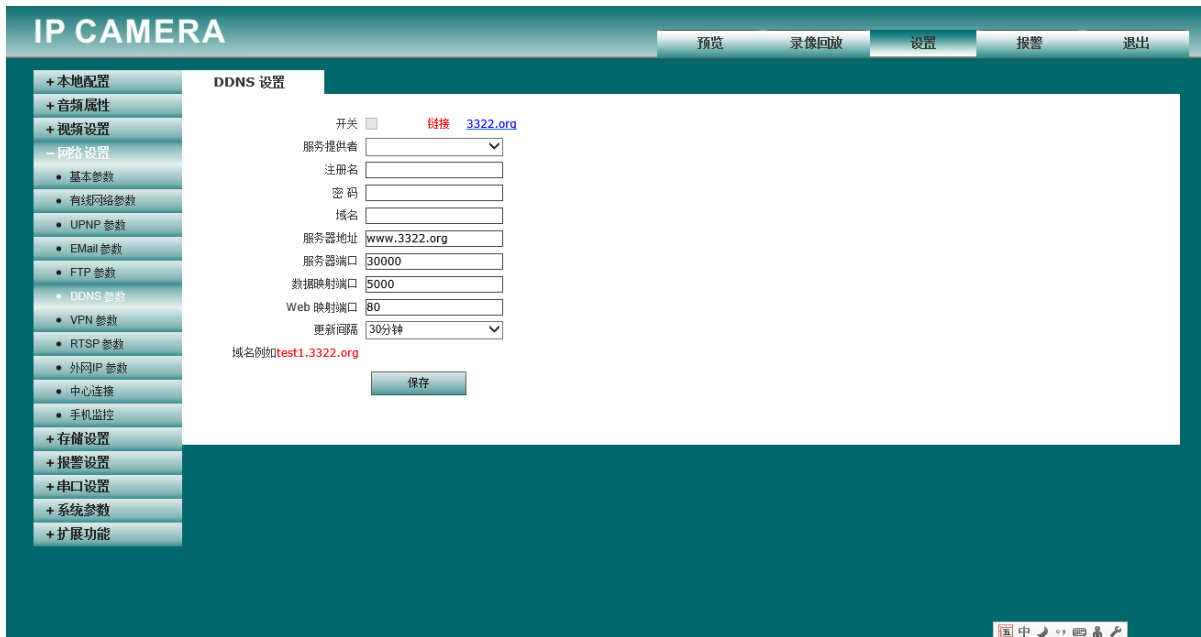 IP CAMERA
预览 录像回放 设置 报警 退出
+本地配置
DDNS 设置
+音频属性
开关 链接 3322.org
+视频设置
服务提供者
−网络设置
注册名
• 基本参数
密 码
• 有线网络参数
域名
• UPNP 参数
服务器地址 www.3322.org
• EMail 参数
服务器端口 30000
• FTP 参数
数据映射端口 5000
• DDNS 参数
Web 映射端口 80
• VPN 参数
更新间隔 30分钟
• RTSP 参数
域名例如test1.3322.org
• 外网IP 参数
• 中心连接
保存
• 手机监控
+存储设置
+报警设置
+串口设置
+系统参数
+扩展功能
五 中